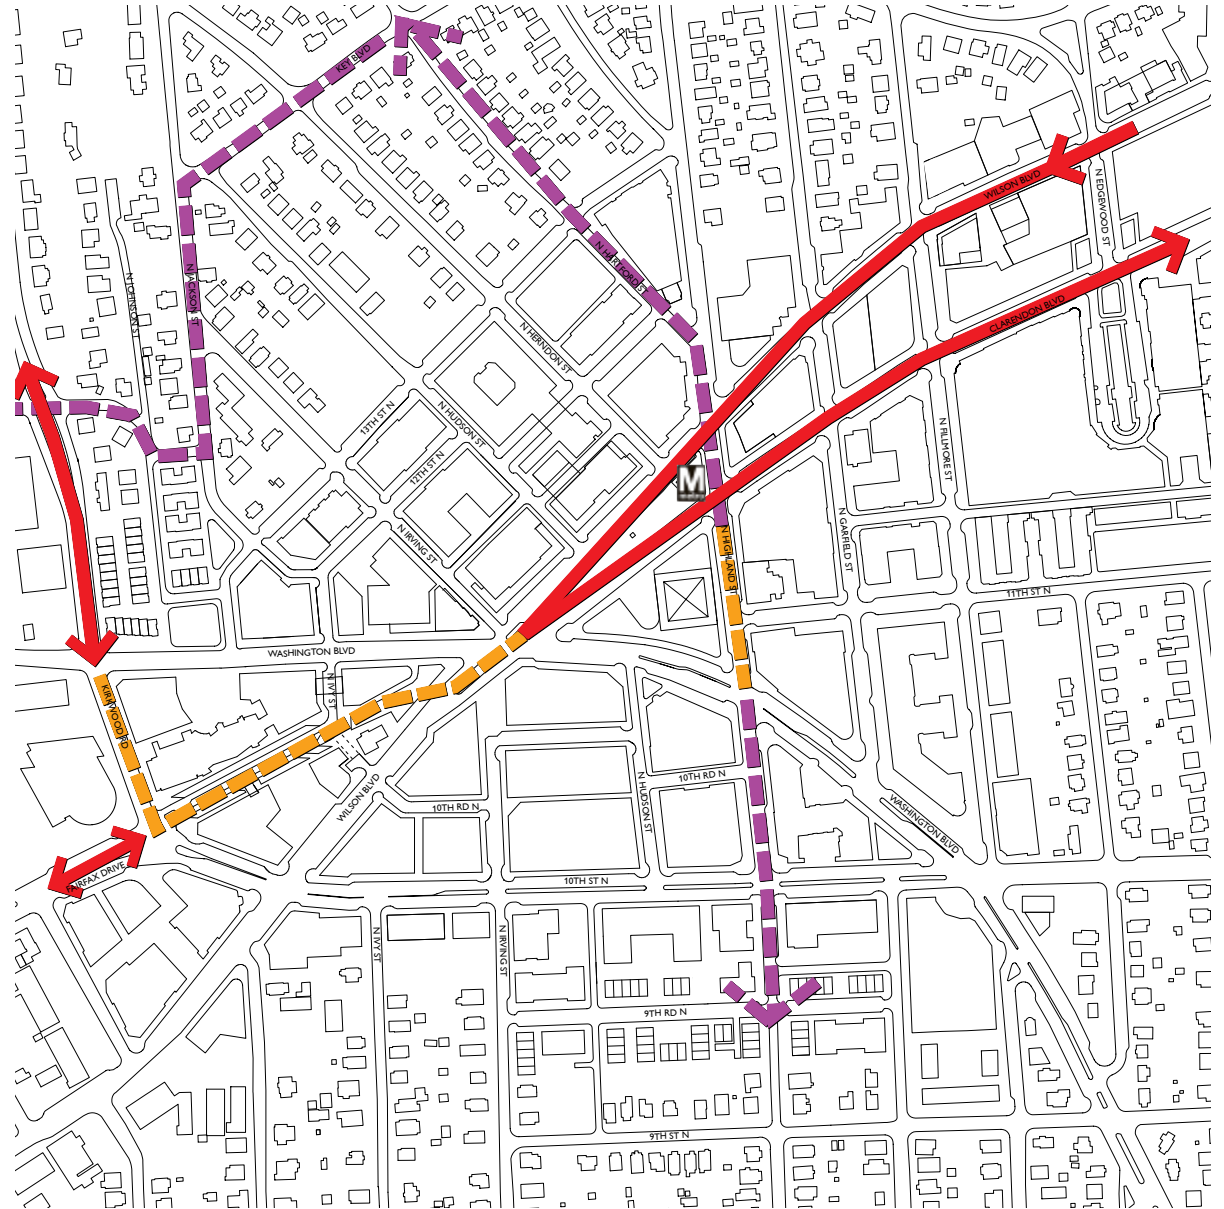 KEY BLVD
WILSON BLVD
N EDGEWOOD ST
N JOHNSON ST
N JACKSON ST
N HARTFORD ST
CLARENDON BLVD
N HERNDON ST
13TH ST N
N HUDSON ST
12TH ST N
N FILLMORE ST
M
N IRVING ST
N GARFIELD ST
N HIGHLAND ST
11TH ST N
WASHINGTON BLVD
KIRKWOOD RD
N IVY ST
10TH RD N
N HUDSON ST
WILSON BLVD
10TH RD N
WASHINGTON BLVD
FAIRFAX DRIVE
10TH ST N
N IVY ST
N IRVING ST
9TH RD N
9TH ST N